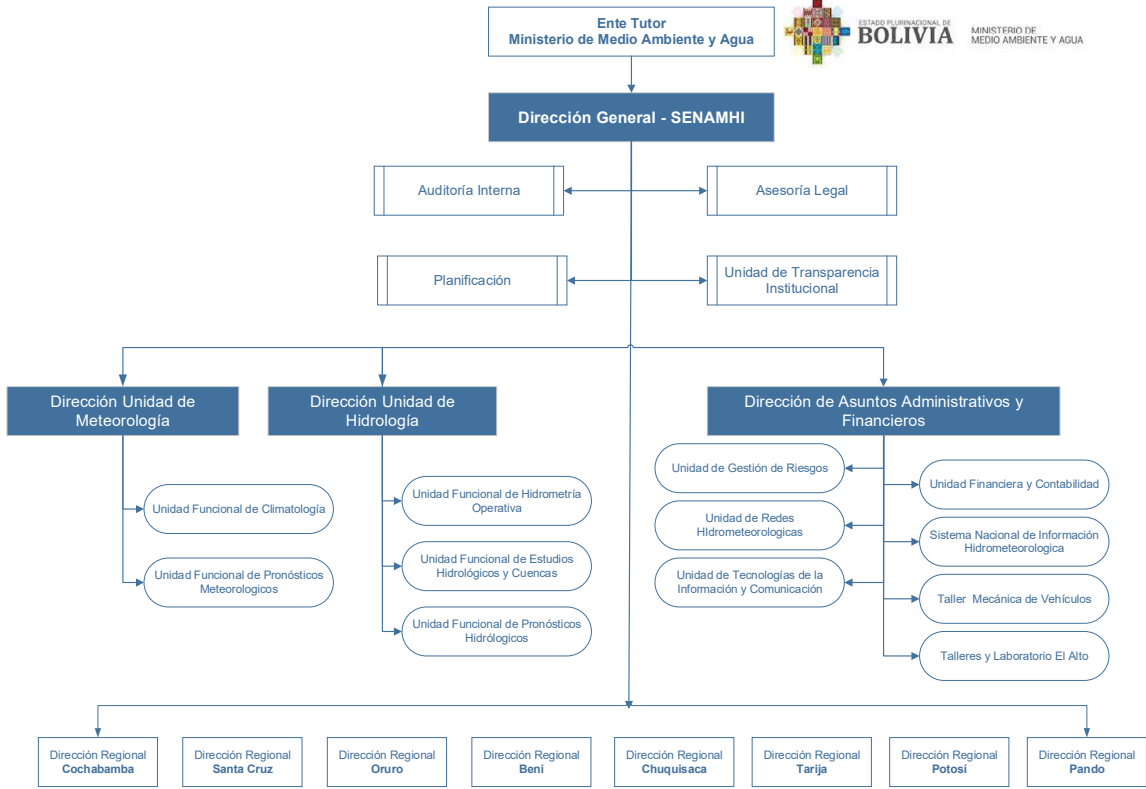 Ente Tutor
Ministerio de Medio Ambiente y Agua
ESTADO PLURINACIONAL DE
BOLIVIA
MINISTERIO DE
MEDIO AMBIENTE Y AGUA
Dirección General - SENAMHI
Auditoría Interna
Asesoría Legal
Planificación
Unidad de Transparencia
Institucional
Dirección Unidad de
Meteorología
Dirección Unidad de
Hidrología
Dirección de Asuntos Administrativos y
Financieros
Unidad Funcional de Climatología
Unidad Funcional de Pronósticos
Meteorologicos
Unidad Funcional de Hidrometría
Operativa
Unidad Funcional de Estudios
Hidrológicos y Cuencas
Unidad Funcional de Pronósticos
Hidrólogicos
Unidad de Gestión de Riesgos
Unidad de Redes
HIdrometeorologicas
Unidad de Tecnologías de la
Información y Comunicación
Unidad Financiera y Contabilidad
Sistema Nacional de Información
Hidrometeorologica
Taller  Mecánica de Vehículos
Talleres y Laboratorio El Alto
Dirección Regional
Cochabamba
Dirección Regional
Santa Cruz
Dirección Regional
Oruro
Dirección Regional
Beni
Dirección Regional
Chuquisaca
Dirección Regional
Tarija
Dirección Regional
Potosí
Dirección Regional
Pando